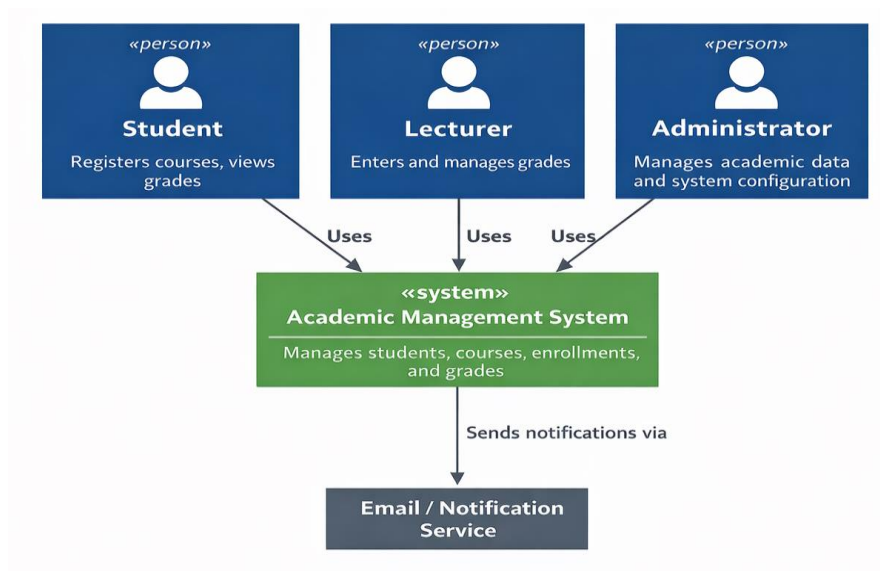 «person»
Student
Registers courses, views
grades
«person»
Lecturer
Enters and manages grades
«person»
Administrator
Manages academic data
and system configuration
Uses
Uses
Uses
«system»
Academic Management System
Manages students, courses, enrollments,
and grades
Sends notifications via
Email / Notification
Service